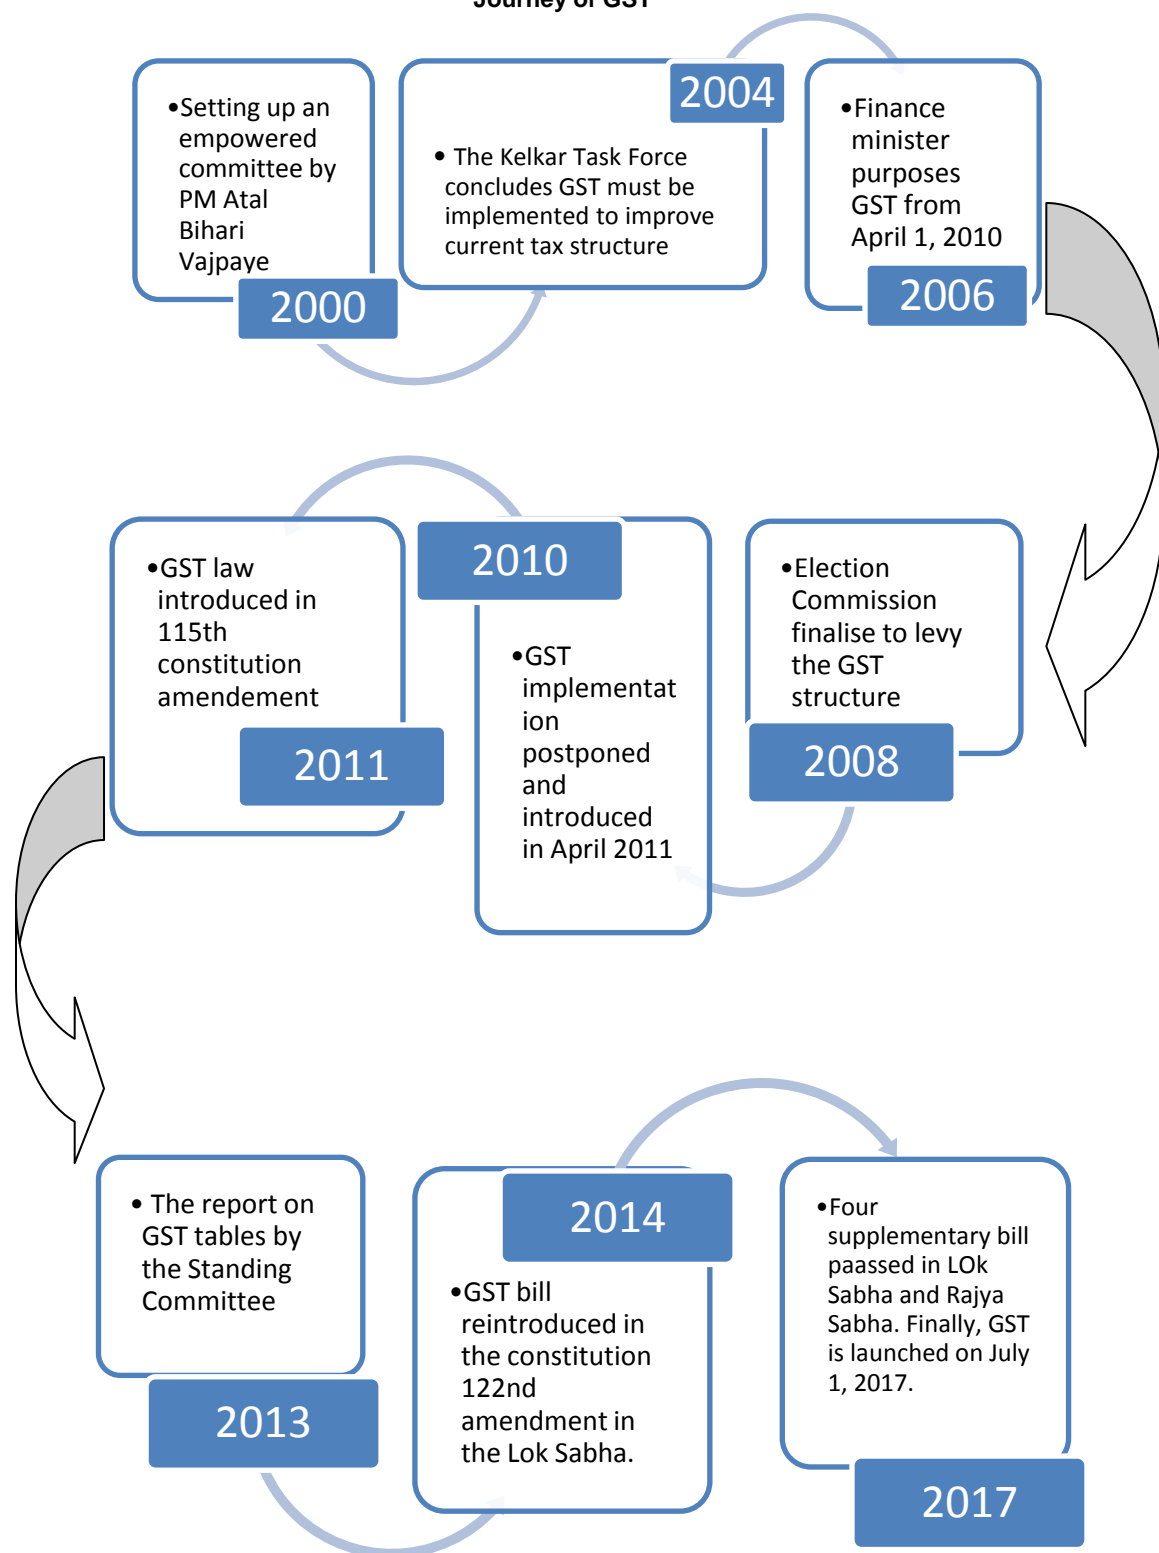 Journey of GST
•Setting up an
empowered
committee by
PM Atal
Bihari
Vajpaye
2000
2004
• The Kelkar Task Force
concludes GST must be
implemented to improve
current tax structure
•Finance
minister
purposes
GST from
April 1, 2010
2006
•Election
Commission
finalise to levy
the GST
structure
2008
2010
•GST
implementat
ion
postponed
and
introduced
in April 2011
•GST law
introduced in
115th
constitution
amendement
2011
• The report on
GST tables by
the Standing
Committee
2013
2014
•GST bill
reintroduced in
the constitution
122nd
amendment in
the Lok Sabha.
•Four
supplementary bill
paassed in LOk
Sabha and Rajya
Sabha. Finally, GST
is launched on July
1, 2017.
2017